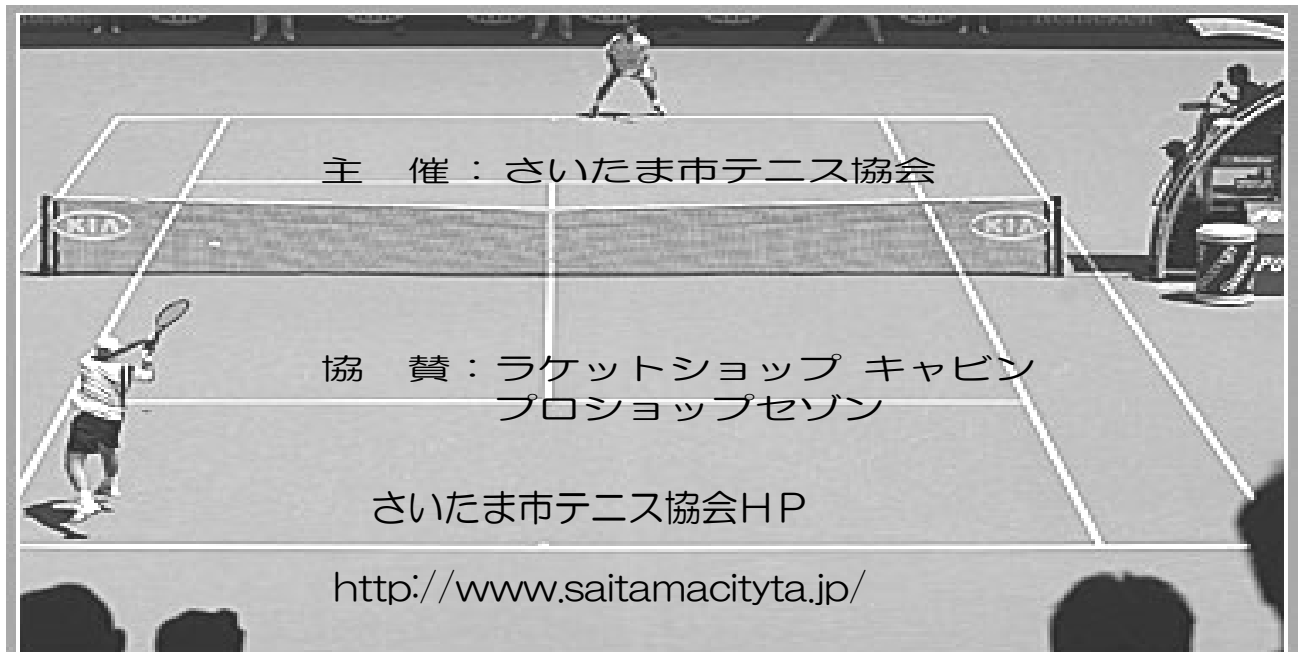 主　催：さいたま市テニス協会
KIA
KIA
協　賛：ラケットショップ キャビン
プロショップセゾン
さいたま市テニス協会ＨＰ
http://www.saitamacityta.jp/